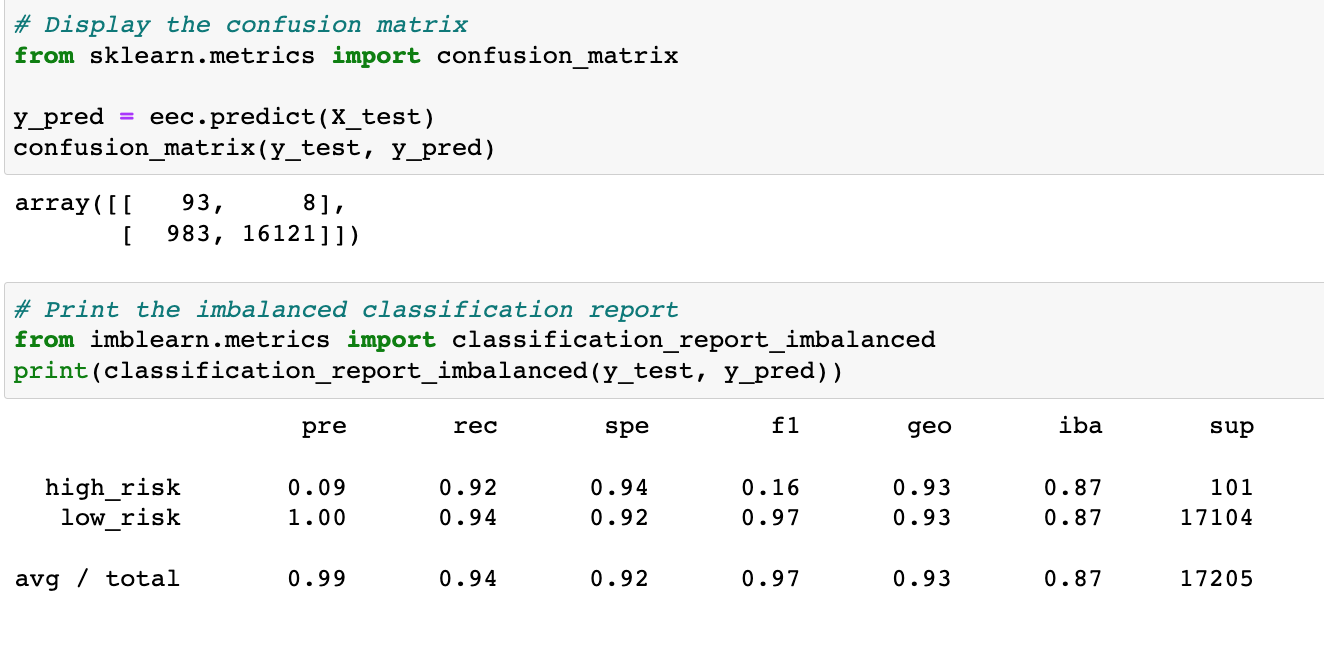 # Display the confusion matrix
from sklearn.metrics import confusion_matrix
y_pred = eec.predict(X_test)
confusion_matrix(y_test, y_pred)
array([[   93,     8],
       [  983, 16121]])
# Print the imbalanced classification report
from imblearn.metrics import classification_report_imbalanced
print(classification_report_imbalanced(y_test, y_pred))
                   pre       rec       spe        f1       geo       iba       sup
  high_risk       0.09      0.92      0.94      0.16      0.93      0.87       101
   low_risk       1.00      0.94      0.92      0.97      0.93      0.87     17104
avg / total       0.99      0.94      0.92      0.97      0.93      0.87     17205